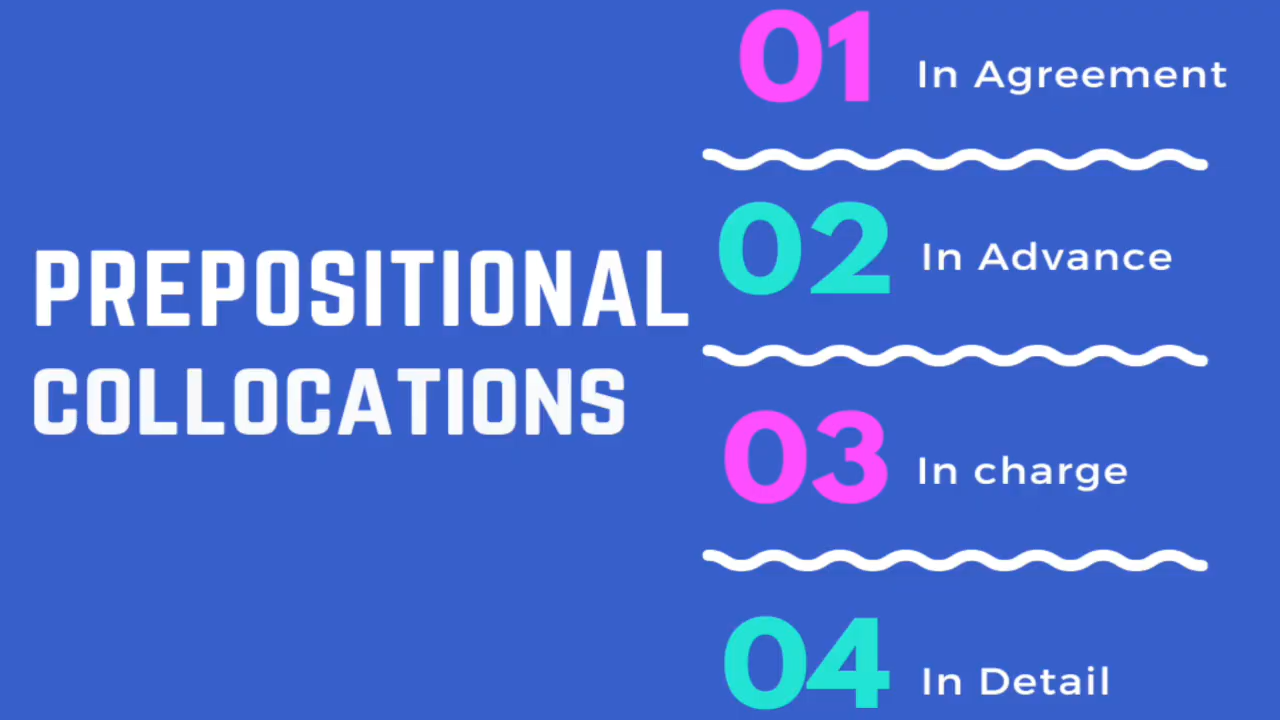 PREPOSITIONAL
COLLOCATIONS
01 In Agreement
02 In Advance
03 In charge
04 In Detail